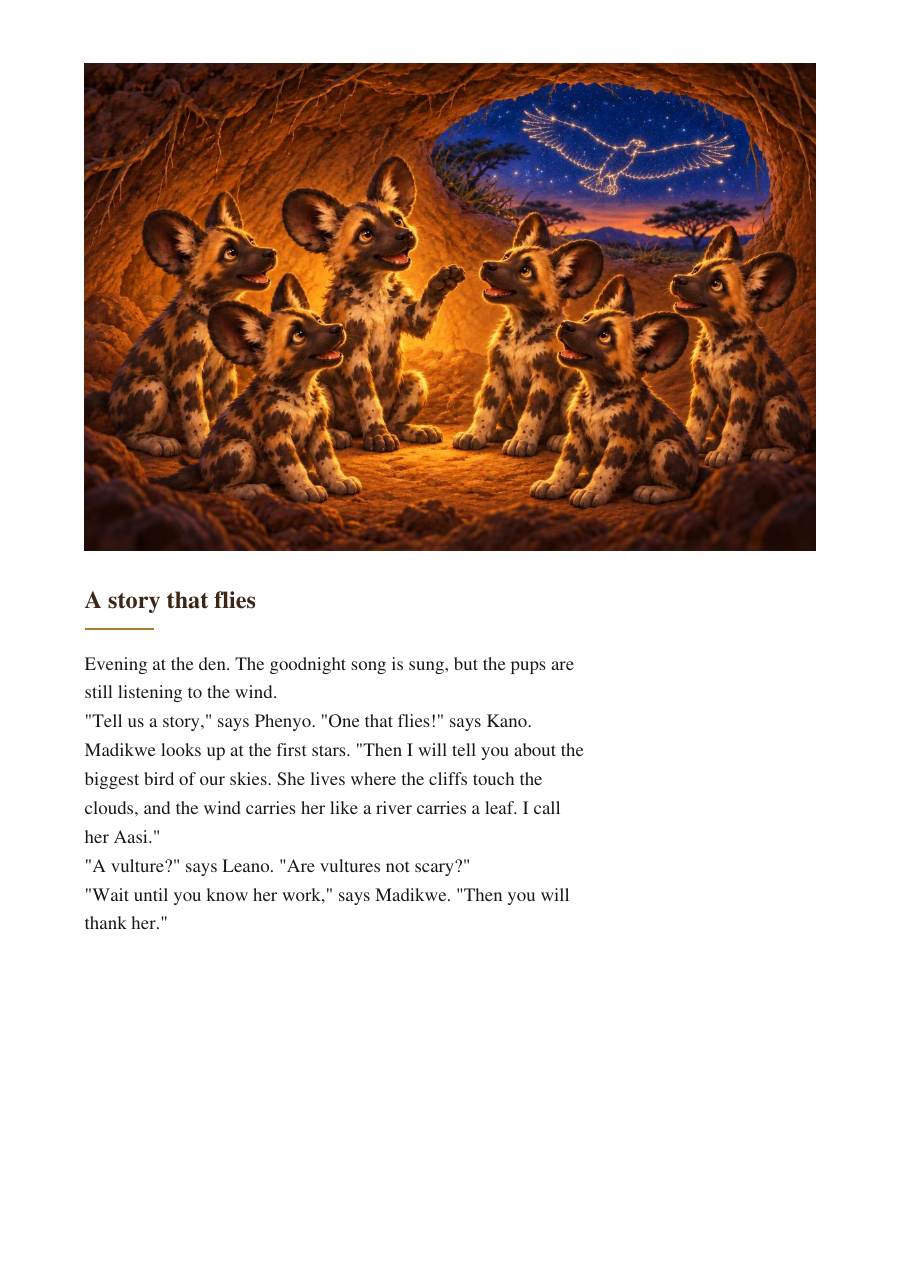 A story that flies
Evening at the den. The goodnight song is sung, but the pups are
still listening to the wind.
"Tell us a story," says Phenyo. "One that flies!" says Kano.
Madikwe looks up at the first stars. "Then I will tell you about the
biggest bird of our skies. She lives where the cliffs touch the
clouds, and the wind carries her like a river carries a leaf. I call
her Aasi."
"A vulture?" says Leano. "Are vultures not scary?"
"Wait until you know her work," says Madikwe. "Then you will
thank her."